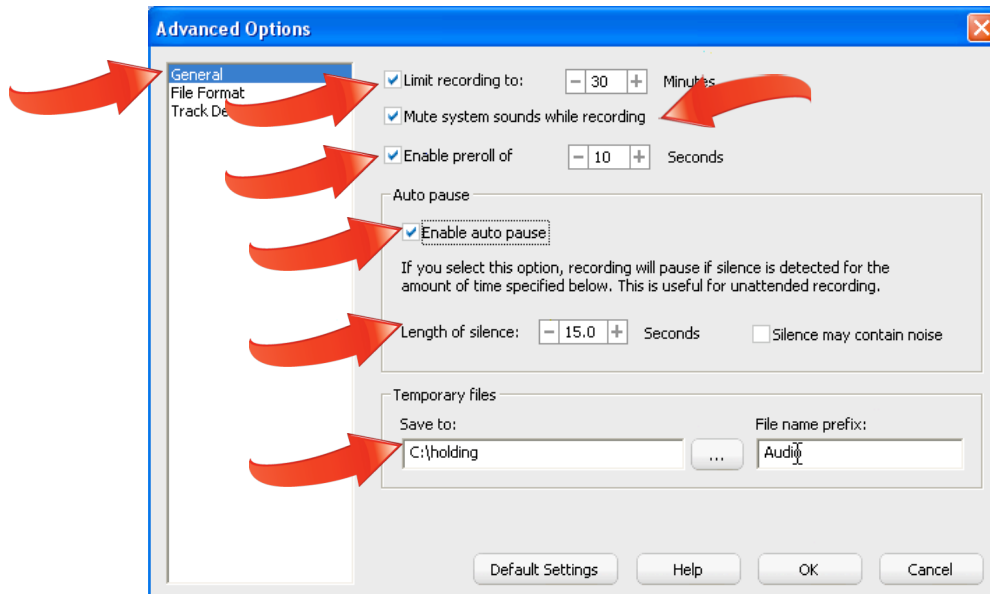 Advanced Options
General
File Format
Track De
Limit recording to: 30 Minutes
Mute system sounds while recording
Enable preroll of 10 Seconds
Auto pause
Enable auto pause
If you select this option, recording will pause if silence is detected for the
amount of time specified below. This is useful for unattended recording.
Length of silence: 15.0 Seconds Silence may contain noise
Temporary files
Save to: File name prefix:
C:\holding ... Audio
Default Settings Help OK Cancel